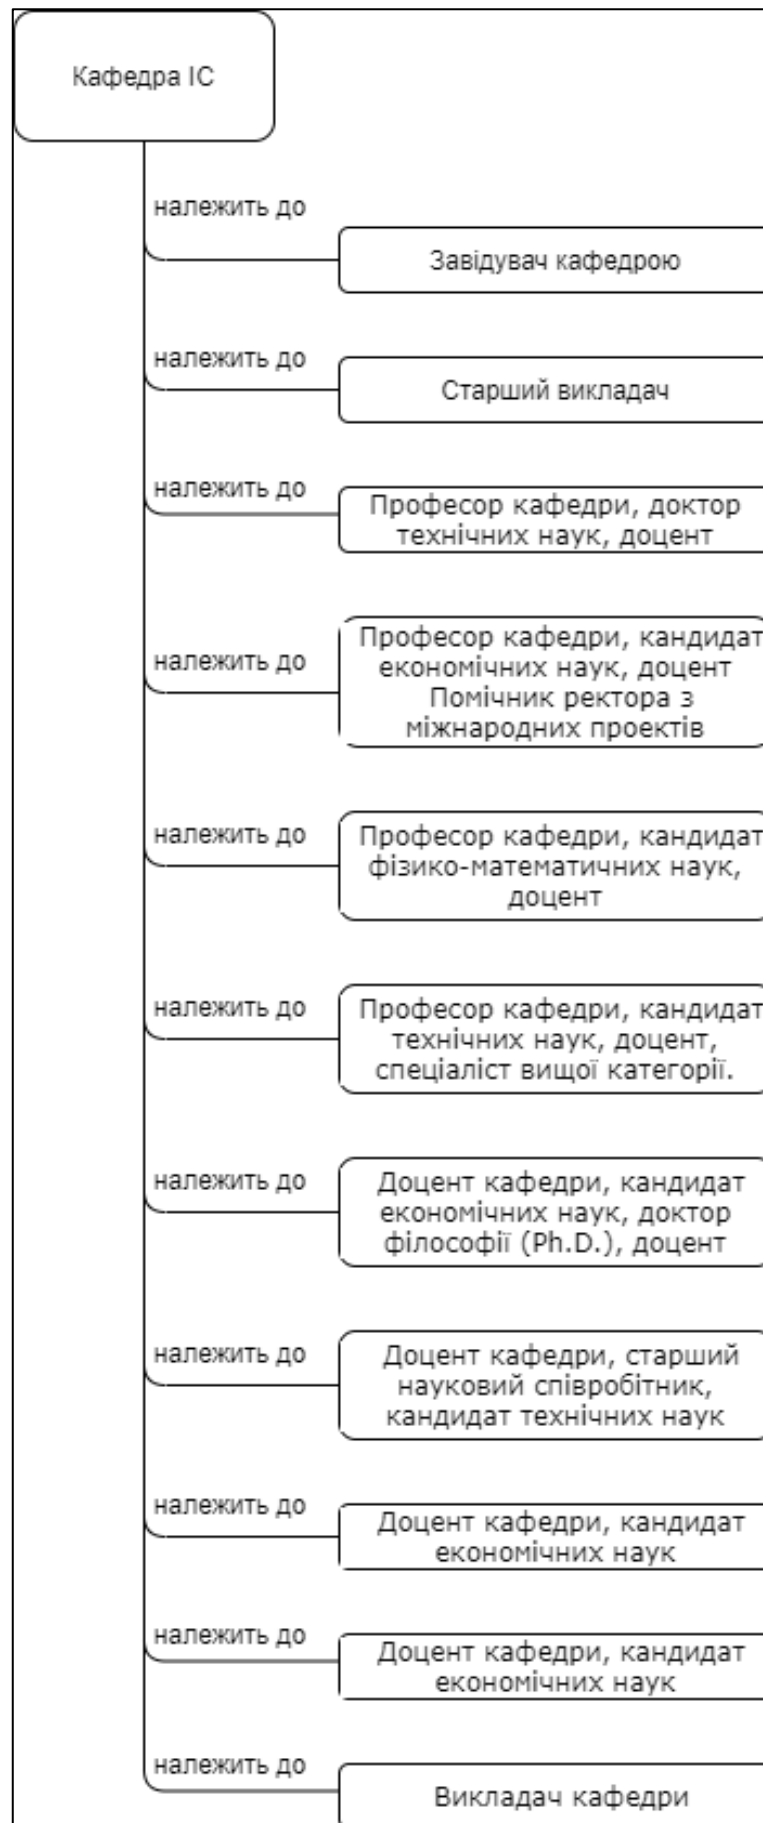 Кафедра ІС
належить до
Завідувач кафедрою
належить до
Старший викладач
належить до
Професор кафедри, доктор
технічних наук, доцент
належить до
Професор кафедри, кандидат
економічних наук, доцент
Помічник ректора з
міжнародних проектів
належить до
Професор кафедри, кандидат
фізико-математичних наук,
доцент
належить до
Професор кафедри, кандидат
технічних наук, доцент,
спеціаліст вищої категорії.
належить до
Доцент кафедри, кандидат
економічних наук, доктор
філософії (Ph.D.), доцент
належить до
Доцент кафедри, старший
науковий співробітник,
кандидат технічних наук
належить до
Доцент кафедри, кандидат
економічних наук
належить до
Доцент кафедри, кандидат
економічних наук
належить до
Викладач кафедри